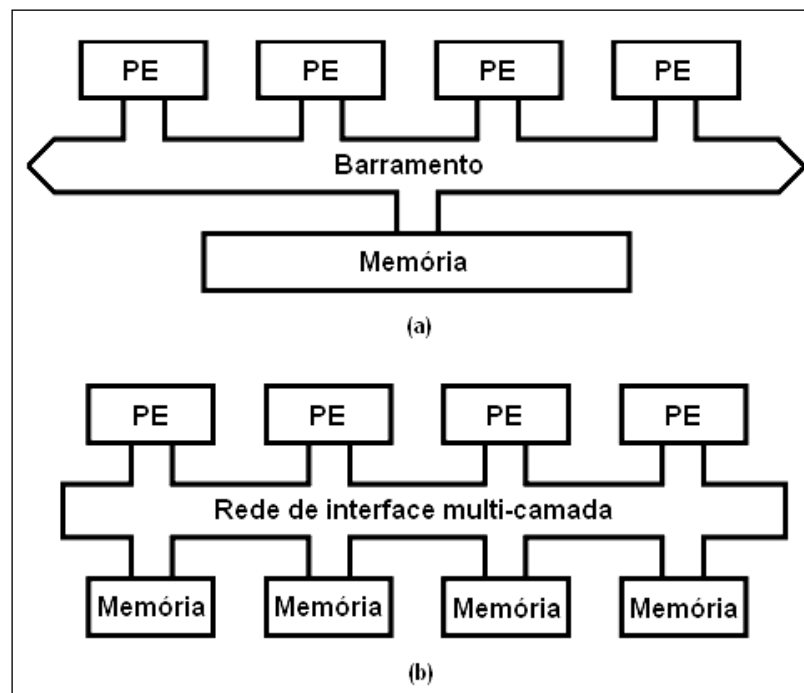 PE PE PE PE
Barramento
Memória
(a)
PE PE PE PE
Rede de interface multi-camada
Memória Memória Memória Memória
(b)